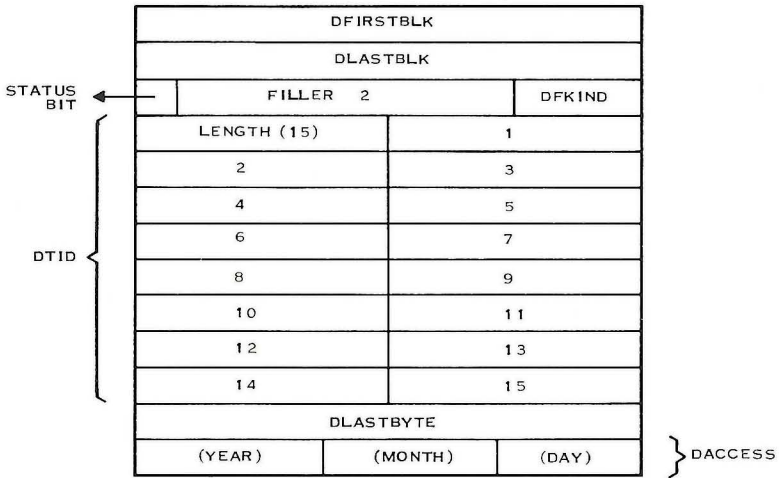 DFIRSTBLK
DLASTBLK
STATUS BIT
FILLER 2
DFKIND
LENGTH (15)
1
2
3
4
5
DTID
6
7
8
9
10
11
12
13
14
15
DLASTBYTE
(YEAR)
(MONTH)
(DAY)
DACCESS